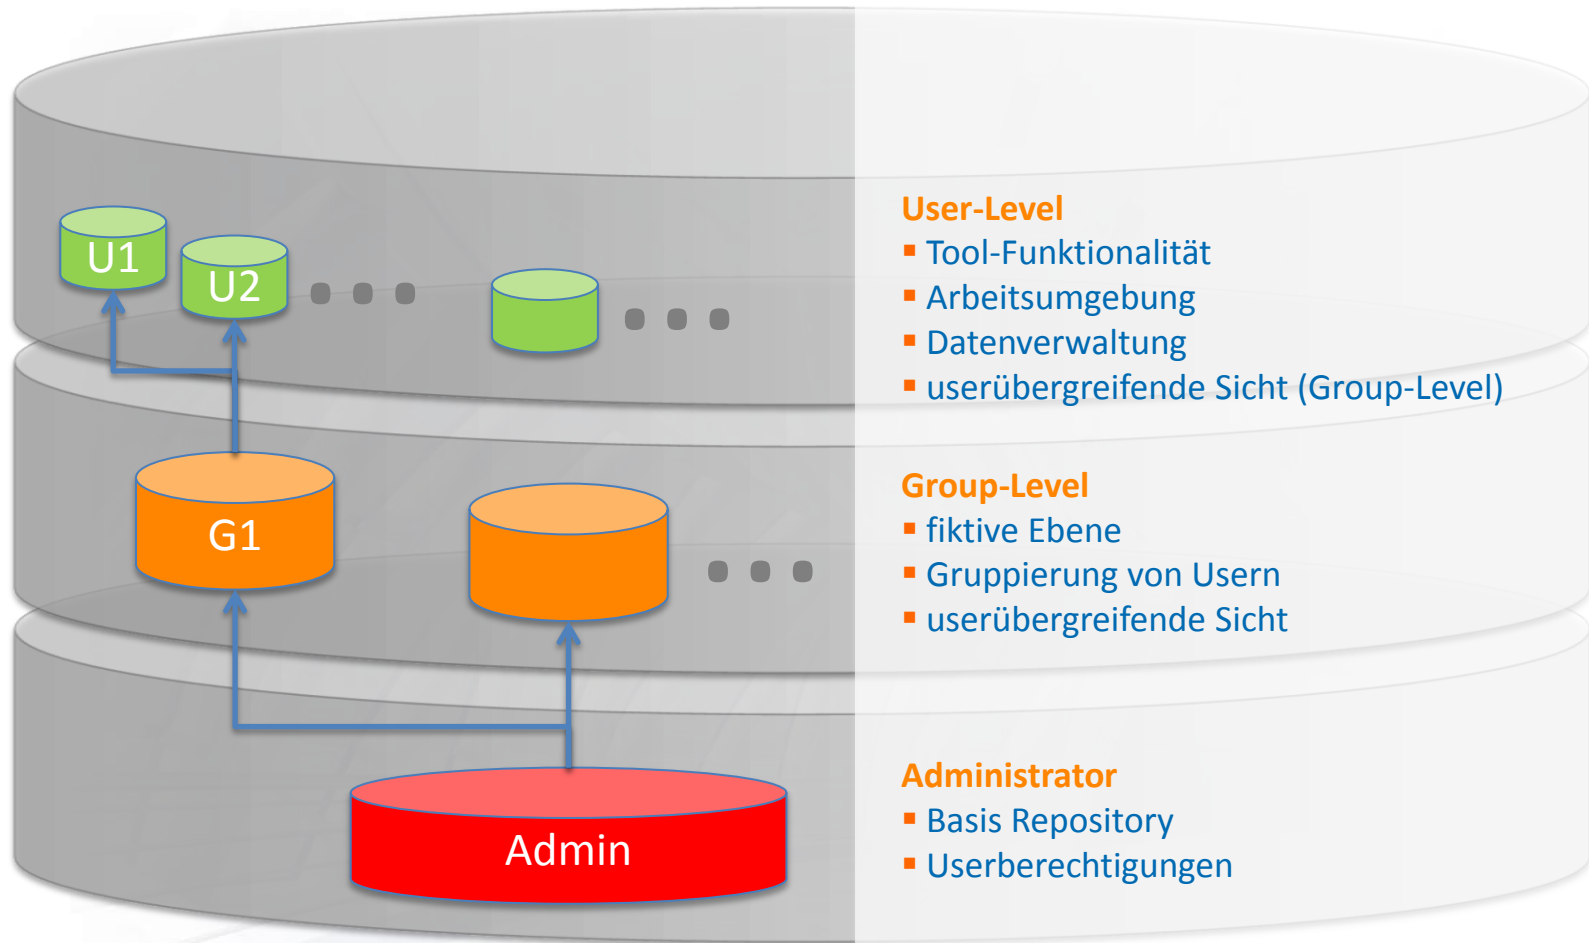 U1
U2
User-Level
Tool-Funktionalität
Arbeitsumgebung
Datenverwaltung
userübergreifende Sicht (Group-Level)
G1
Group-Level
fiktive Ebene
Gruppierung von Usern
userübergreifende Sicht
Admin
Administrator
Basis Repository
Userberechtigungen